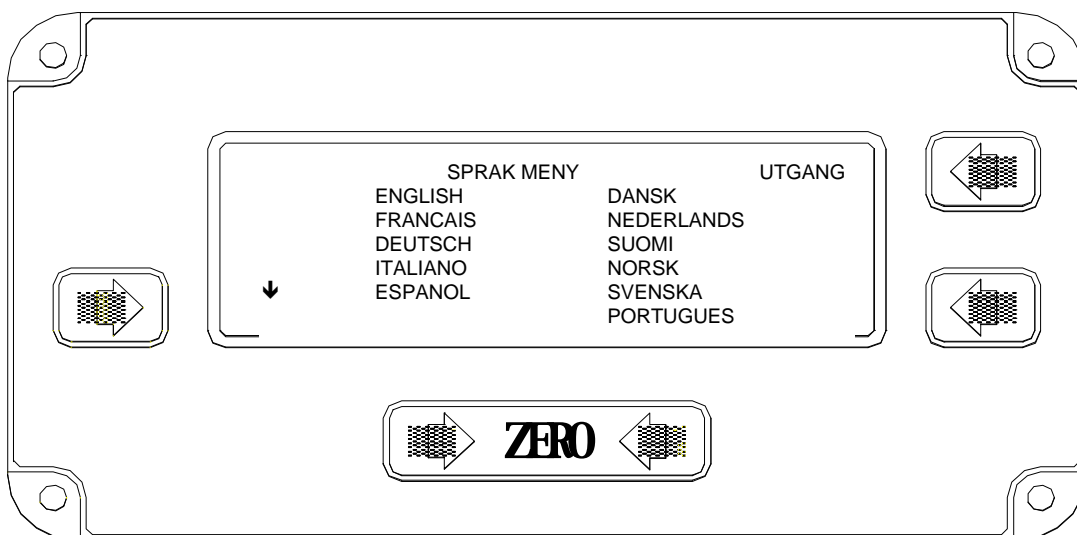 SPRAK MENY UTGANG
ENGLISH DANSK
FRANCAIS NEDERLANDS
DEUTSCH SUOMI
ITALIANO NORSK
ESPANOL SVENSKA
PORTUGUES
ZERO